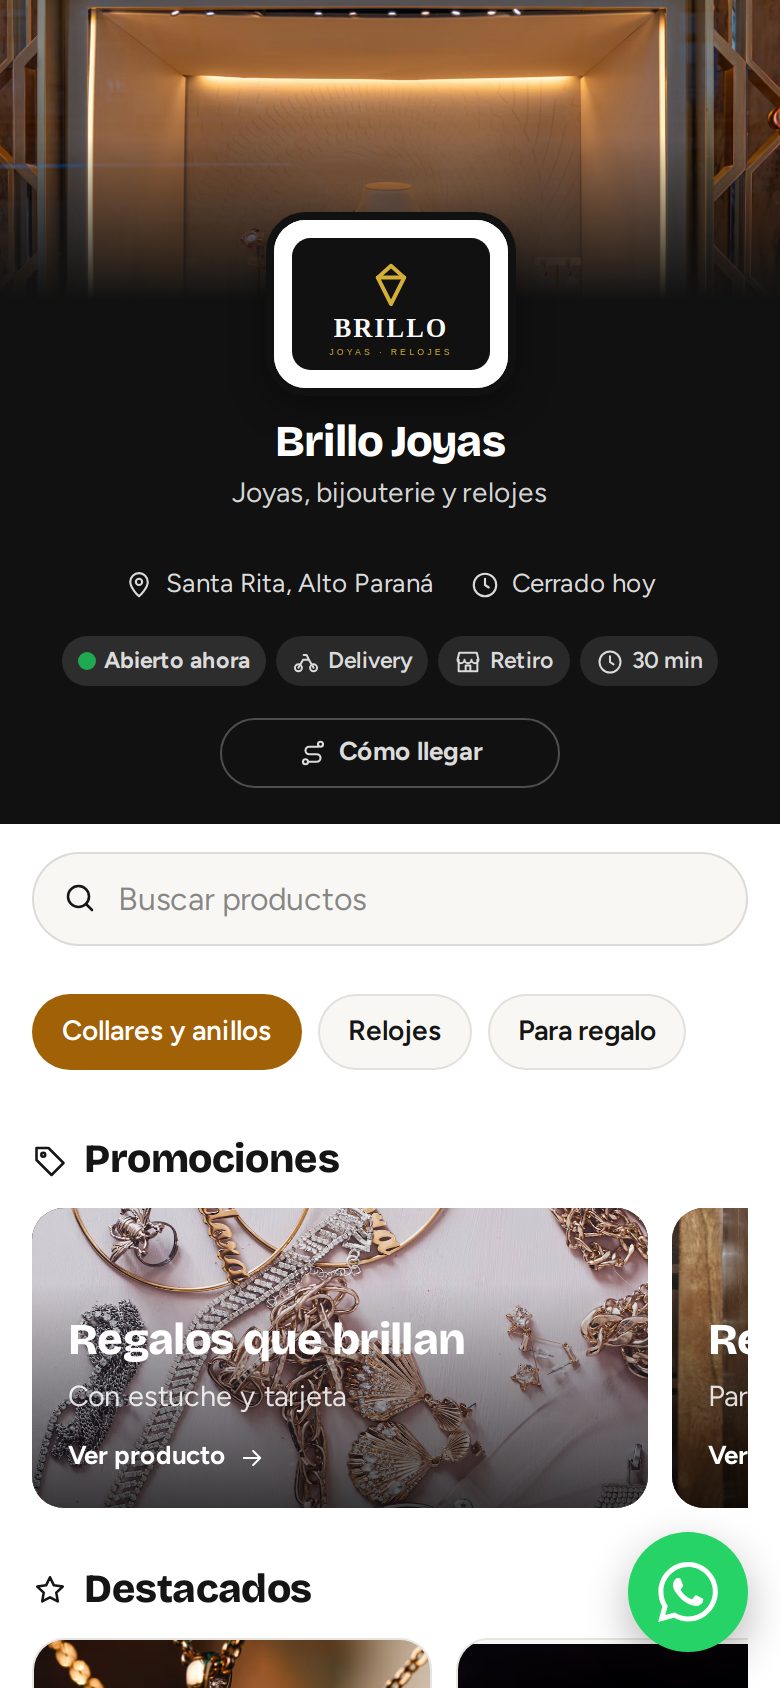 BRILLO
JOYAS · RELOJES
Brillo Joyas
Joyas, bijouterie y relojes
Santa Rita, Alto Paraná Cerrado hoy
Abierto ahora Delivery Retiro 30 min
Cómo llegar
Buscar productos
Collares y anillos Relojes Para regalo
Promociones
Regalos que brillan
Con estuche y tarjeta
Ver producto →
Ver
Destacados